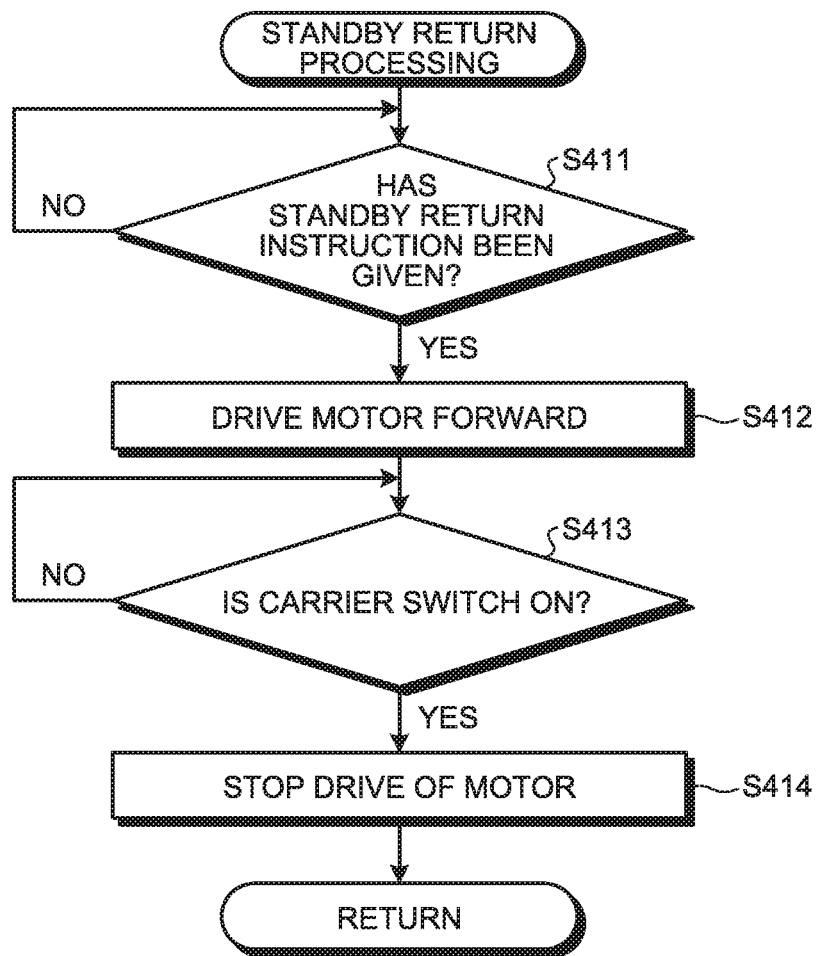 STANDBY RETURN
PROCESSING
S411
HAS
STANDBY RETURN
INSTRUCTION BEEN
GIVEN?
NO
YES
DRIVE MOTOR FORWARD
S412
S413
IS CARRIER SWITCH ON?
NO
YES
STOP DRIVE OF MOTOR
S414
RETURN